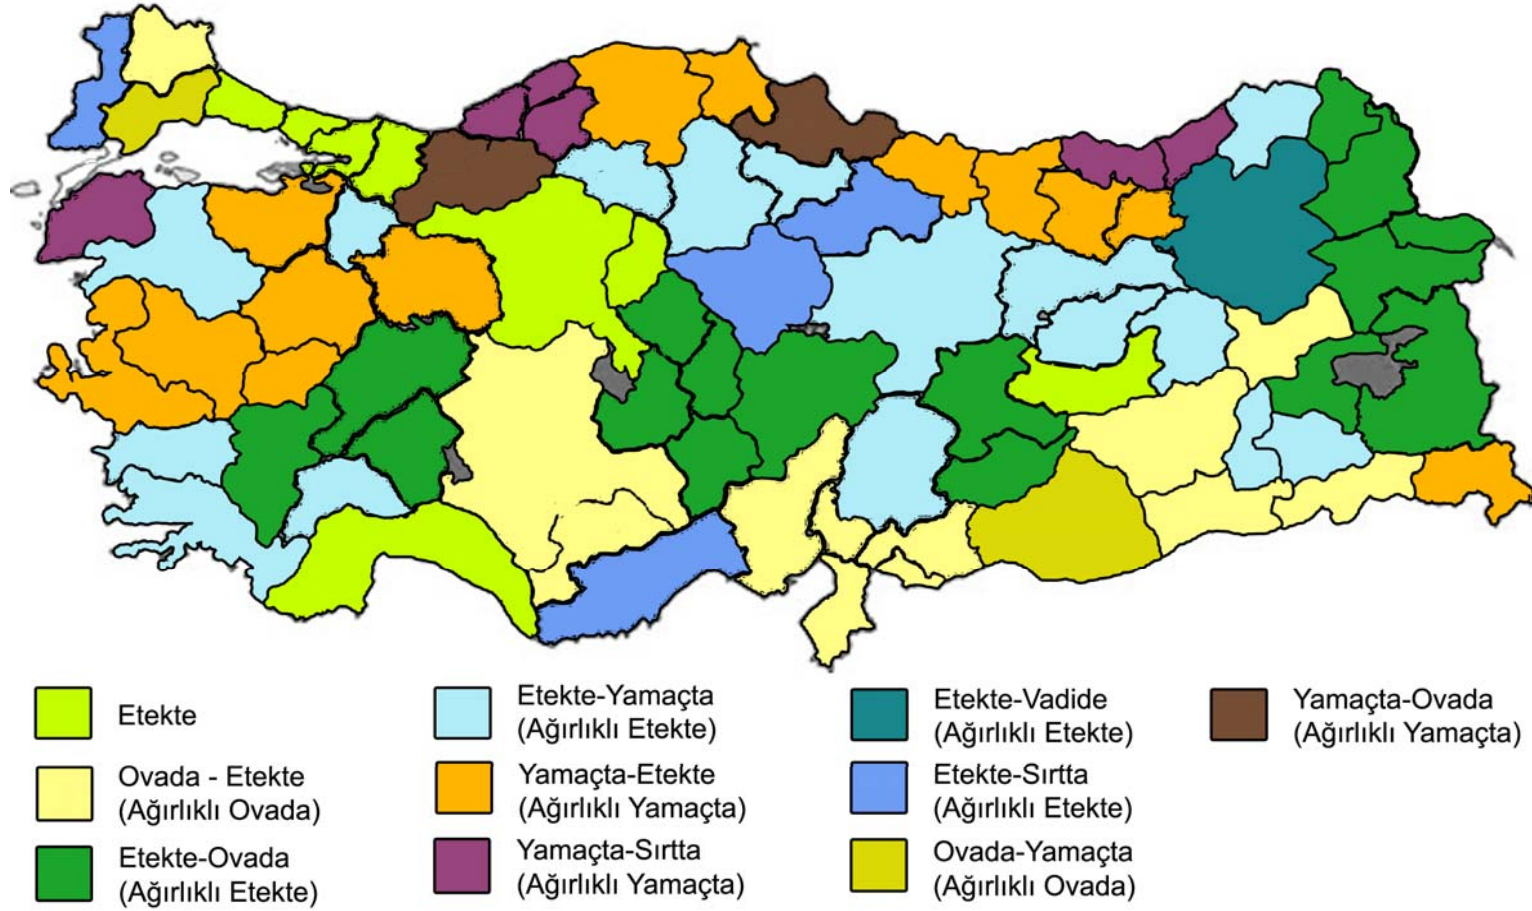 Etekte
Ovada - Etekte
(Ağırlıklı Ovada)
Etekte-Ovada
(Ağırlıklı Etekte)
Etekte-Yamaçta
(Ağırlıklı Etekte)
Yamaçta-Etekte
(Ağırlıklı Yamaçta)
Yamaçta-Sırtta
(Ağırlıklı Yamaçta)
Etekte-Vadide
(Ağırlıklı Etekte)
Etekte-Sırtta
(Ağırlıklı Etekte)
Ovada-Yamaçta
(Ağırlıklı Ovada)
Yamaçta-Ovada
(Ağırlıklı Yamaçta)